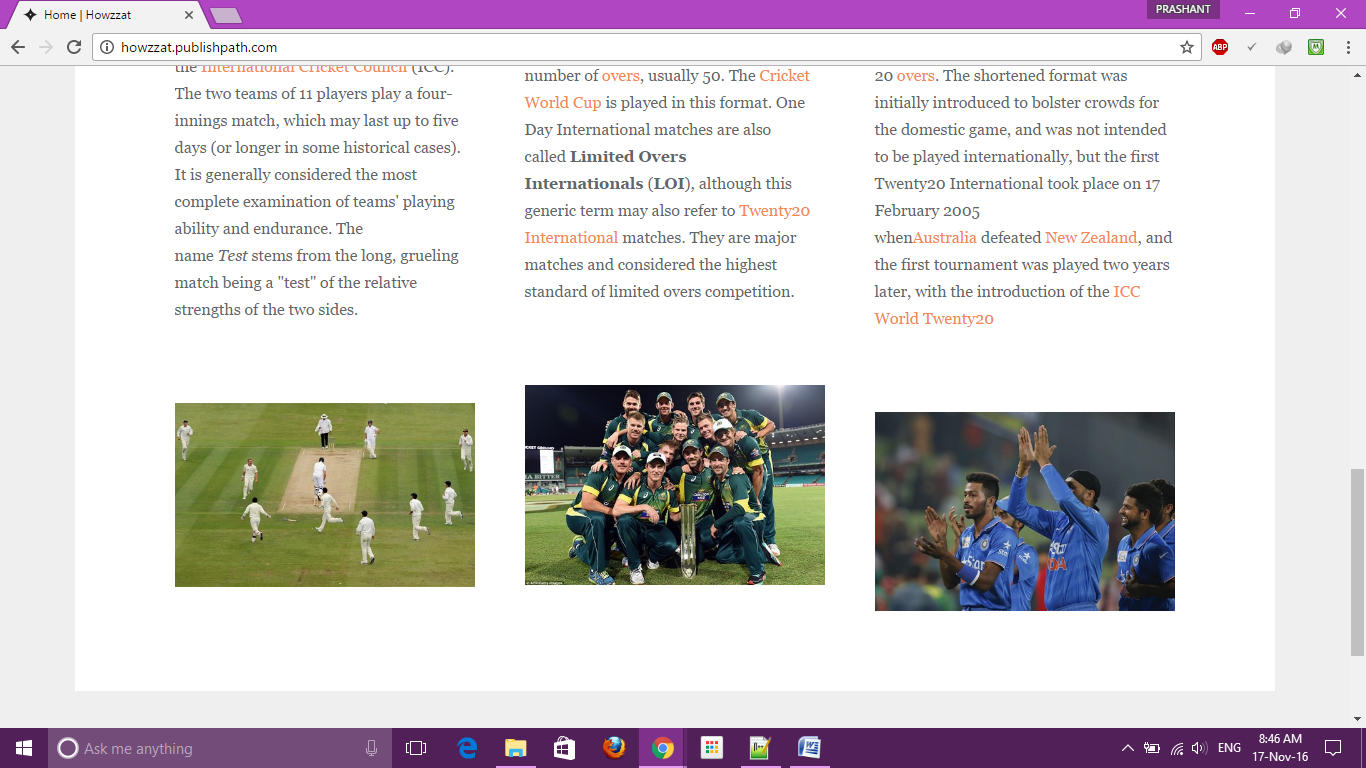 Home | Howzzat
PRASHANT
howzzat.publishpath.com
ABP
the International Cricket Council (ICC).
The two teams of 11 players play a four-
innings match, which may last up to five
days (or longer in some historical cases).
It is generally considered the most
complete examination of teams' playing
ability and endurance. The
name Test stems from the long, grueling
match being a "test" of the relative
strengths of the two sides.
number of overs, usually 50. The Cricket
World Cup is played in this format. One
Day International matches are also
called Limited Overs
Internationals (LOI), although this
generic term may also refer to Twenty20
International matches. They are major
matches and considered the highest
standard of limited overs competition.
20 overs. The shortened format was
initially introduced to bolster crowds for
the domestic game, and was not intended
to be played internationally, but the first
Twenty20 International took place on 17
February 2005
whenAustralia defeated New Zealand, and
the first tournament was played two years
later, with the introduction of the ICC
World Twenty20
BITTER
Star
Ask me anything
ENG
8:46 AM
17-Nov-16